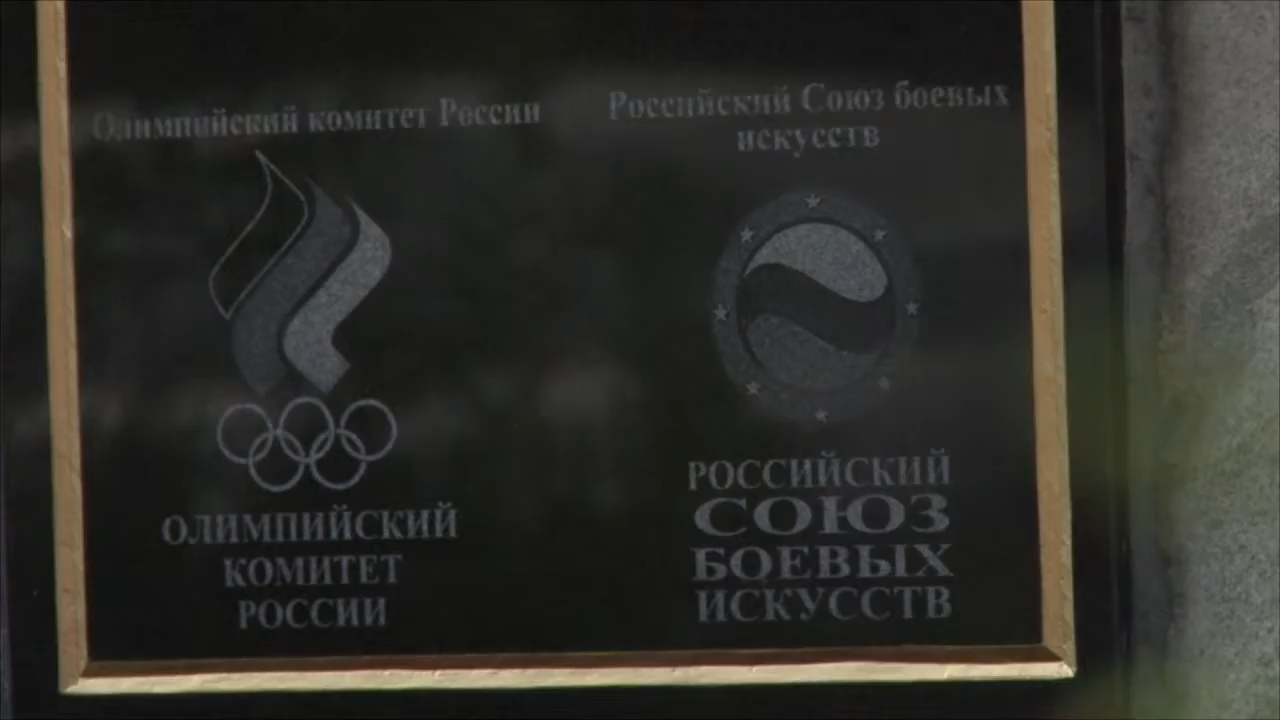 Олимпийский комитет России
Российский Союз боевых
искусств
ОЛИМПИЙСКИЙ
КОМИТЕТ
РОССИИ
РОССИЙСКИЙ
СОЮЗ
БОЕВЫХ
ИСКУССТВ